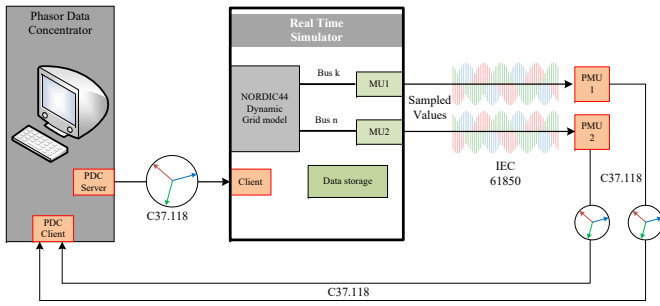 Phasor Data
Concentrator
PDC
Server
PDC
Client
C37.118
Real Time
Simulator
NORDIC44
Dynamic
Grid model
Bus k
Bus n
MU1
MU2
Client
Data storage
Sampled
Values
IEC
61850
PMU
1
PMU
2
C37.118
C37.118